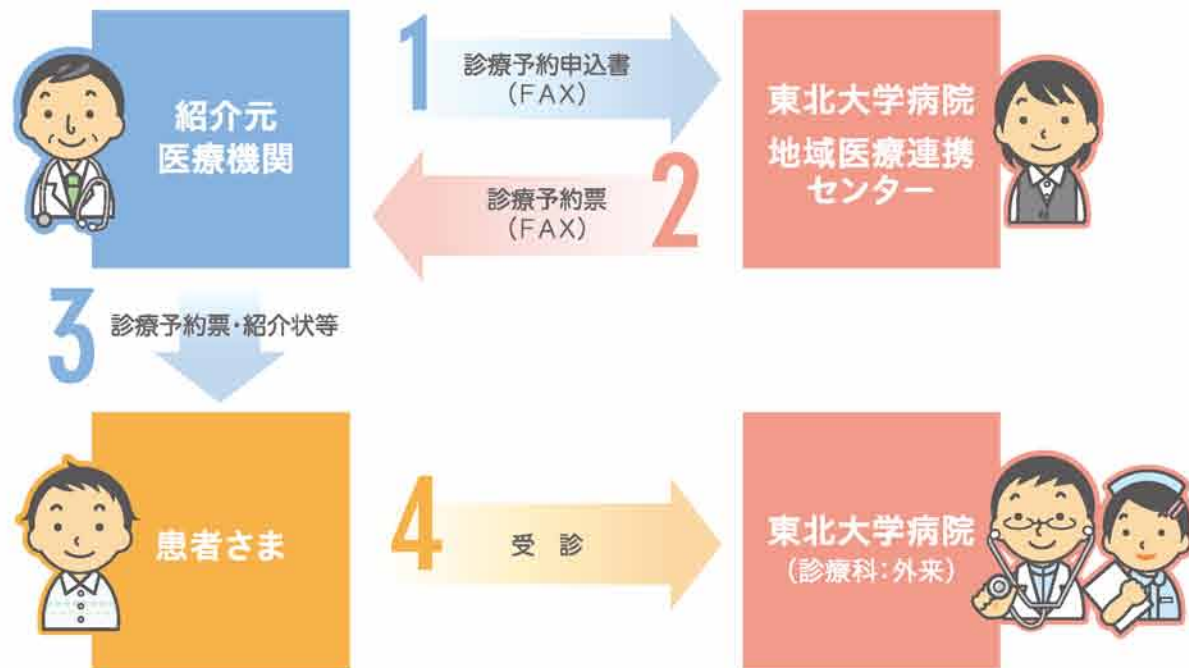 紹介元
医療機関
1
診療予約申込書
（FAX）
東北大学病院
地域医療連携
センター
2
診療予約票
（FAX）
3
診療予約票・紹介状等
患者さま
4
受 診
東北大学病院
（診療科：外来）